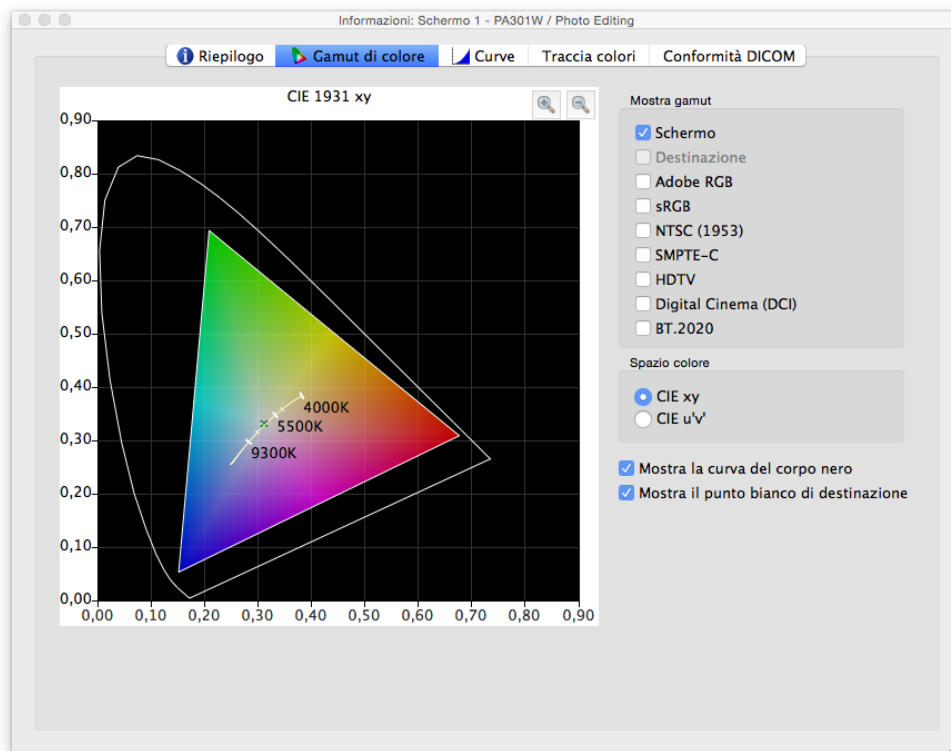 Informazioni: Schermo 1 - PA301W / Photo Editing
Riepilogo
Gamut di colore
Curve
Traccia colori
Conformità DICOM
CIE 1931 xy
0,90
0,80
0,70
0,60
0,50
0,40
0,30
0,20
0,10
0,00
4000K
5500K
9300K
0,00 0,10 0,20 0,30 0,40 0,50 0,60 0,70 0,80 0,90
Mostra gamut
Schermo
Destinazione
Adobe RGB
sRGB
NTSC (1953)
SMPTE-C
HDTV
Digital Cinema (DCI)
BT.2020
Spazio colore
CIE xy
CIE u'v'
Mostra la curva del corpo nero
Mostra il punto bianco di destinazione